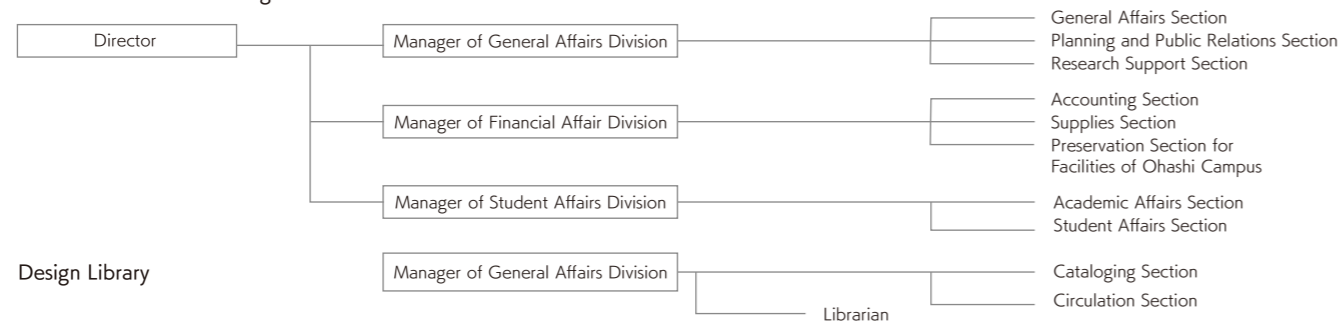 Director
Manager of General Affairs Division
General Affairs Section
Planning and Public Relations Section
Research Support Section
Manager of Financial Affair Division
Accounting Section
Supplies Section
Preservation Section for
Facilities of Ohashi Campus
Manager of Student Affairs Division
Academic Affairs Section
Student Affairs Section
Design Library
Manager of General Affairs Division
Cataloging Section
Circulation Section
Librarian